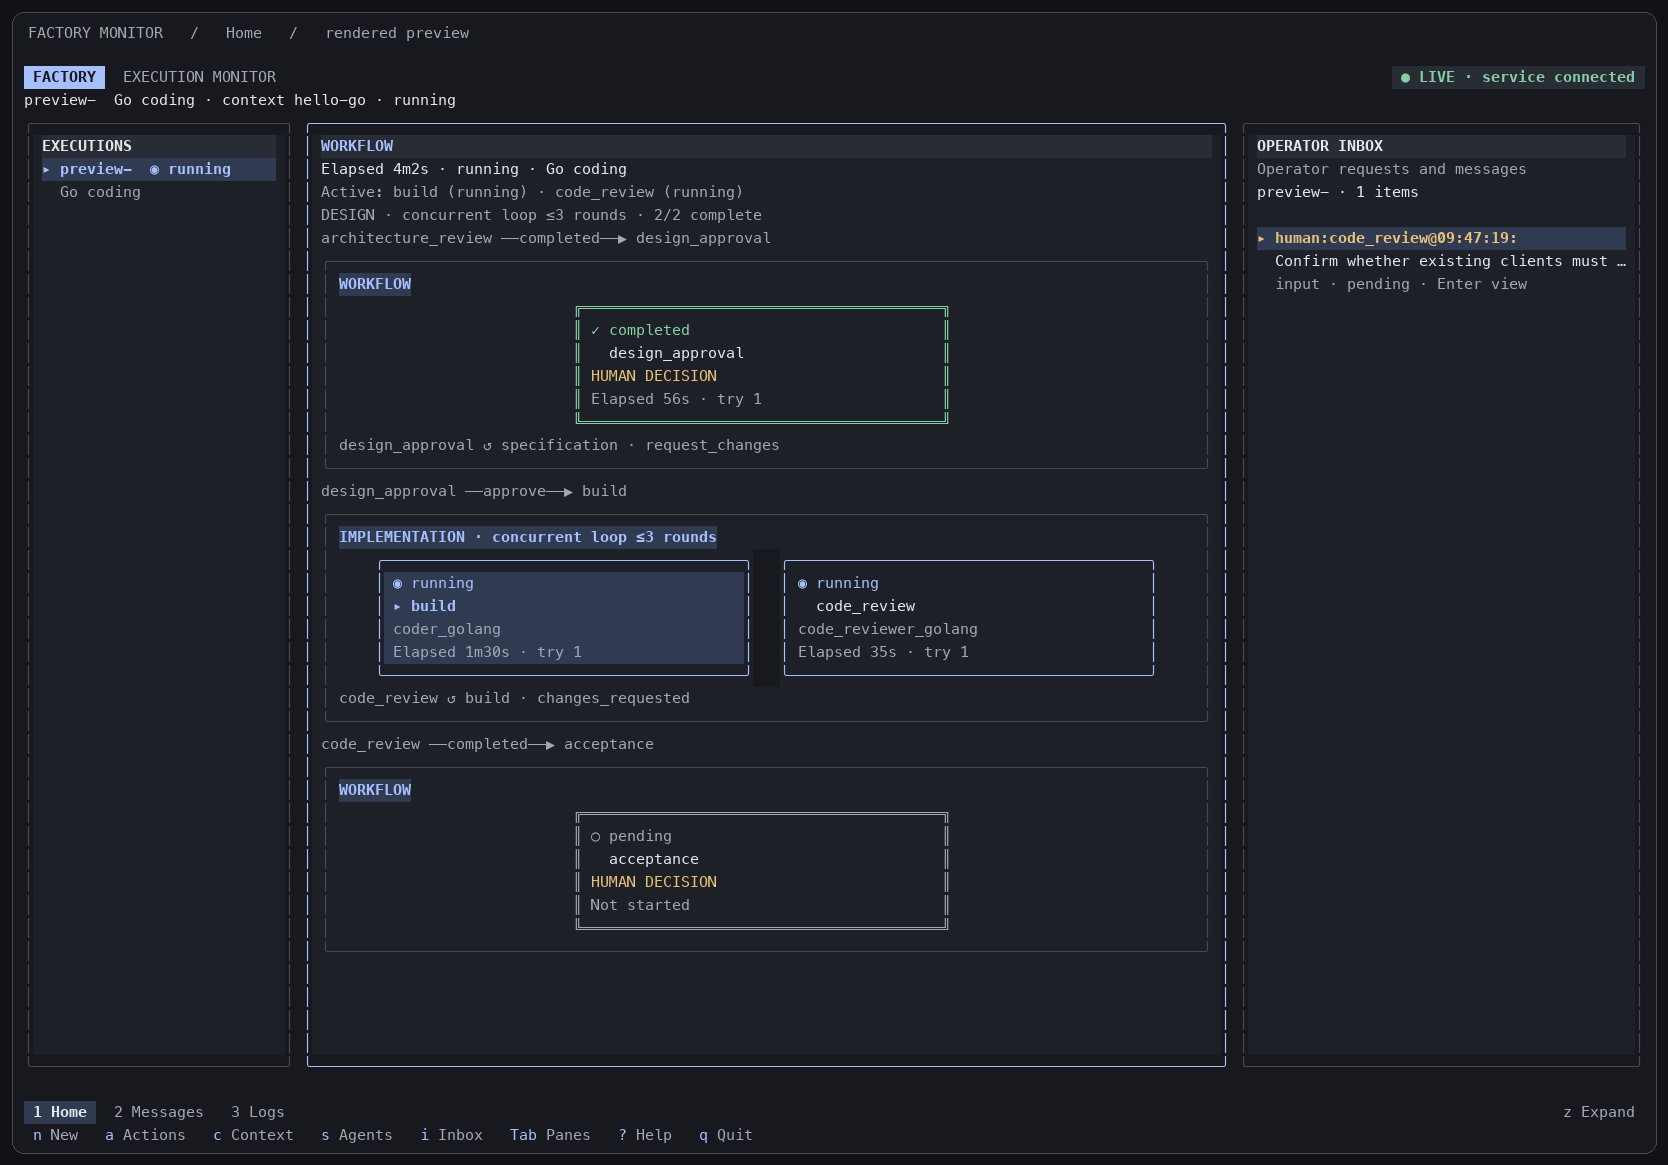 FACTORY MONITOR / Home / rendered preview
FACTORY EXECUTION MONITOR ● LIVE · service connected
preview− Go coding · context hello−go · running
EXECUTIONS
▸ preview− ◉ running
Go coding
WORKFLOW
Elapsed 4m2s · running · Go coding
Active: build (running) · code_review (running)
DESIGN · concurrent loop ≤3 rounds · 2/2 complete
architecture_review ──completed──▶ design_approval
WORKFLOW
✓ completed
design_approval
HUMAN DECISION
Elapsed 56s · try 1
design_approval ↺ specification · request_changes
design_approval ──approve──▶ build
IMPLEMENTATION · concurrent loop ≤3 rounds
◉ running
▸ build
coder_golang
Elapsed 1m30s · try 1
◉ running
code_review
code_reviewer_golang
Elapsed 35s · try 1
code_review ↺ build · changes_requested
code_review ──completed──▶ acceptance
WORKFLOW
○ pending
acceptance
HUMAN DECISION
Not started
OPERATOR INBOX
Operator requests and messages
preview− · 1 items
▸ human:code_review@09:47:19:
Confirm whether existing clients must …
input · pending · Enter view
1 Home 2 Messages 3 Logs z Expand
n New a Actions c Context s Agents i Inbox Tab Panes ? Help q Quit